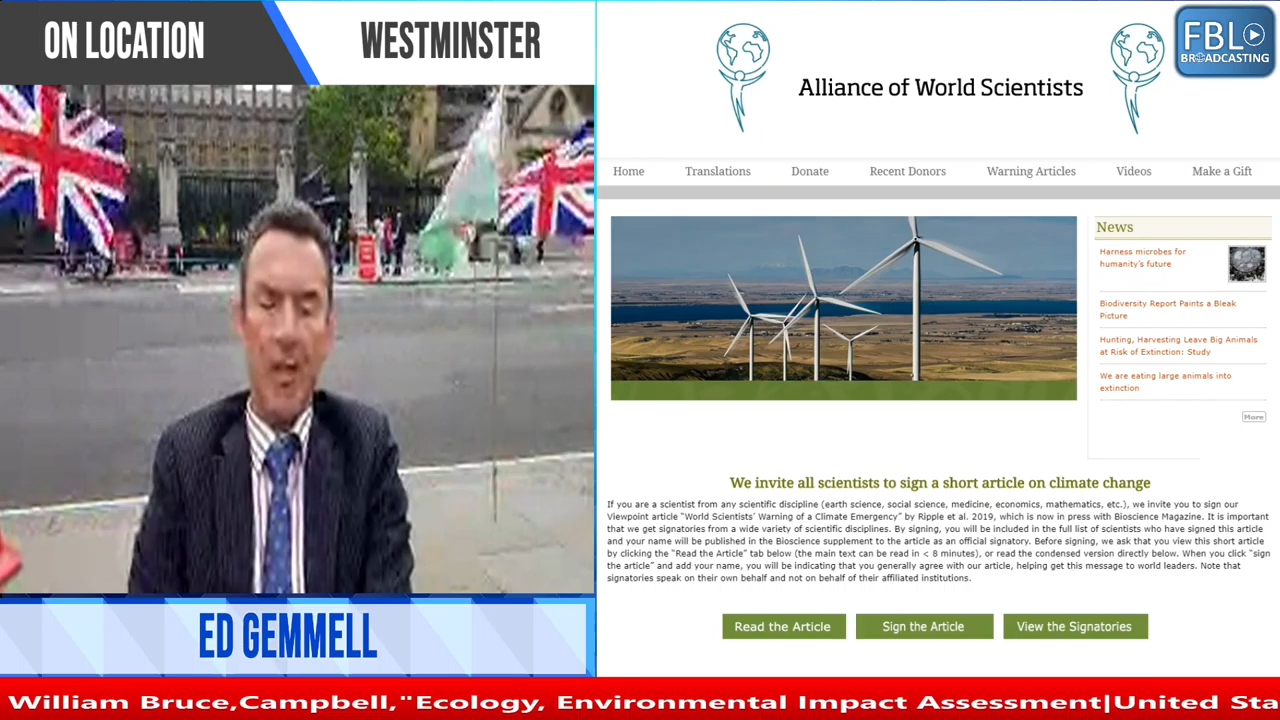 ON LOCATION
WESTMINSTER
FBL
BROADCASTING
Alliance of World Scientists
Home Translations Donate Recent Donors Warning Articles Videos Make a Gift
News
Harness microbes for
humanity's future
Biodiversity Report Paints a Bleak
Picture
Hunting, Harvesting Leave Big Animals
at Risk of Extinction: Study
We are eating large animals into
extinction
More
We invite all scientists to sign a short article on climate change
If you are a scientist from any scientific discipline (earth science, social science, medicine, economics, mathematics, etc.), we invite you to sign our
Viewpoint article "World Scientists' Warning of a Climate Emergency" by Ripple et al. 2019, which is now in press with Bioscience Magazine. It is important
that we get signatories from a wide variety of scientific disciplines. By signing, you will be included in the full list of scientists who have signed this article
and your name will be published in the Bioscience supplement to the article as an official signatory. Before signing, we ask that you view this short article
by clicking the "Read the Article" tab below (the main text can be read in < 8 minutes), or read the condensed version directly below. When you click "sign
the article" and add your name, you will be indicating that you generally agree with our article, helping get this message to world leaders. Note that
signatories speak on their own behalf and not on behalf of their affiliated institutions.
Read the Article Sign the Article View the Signatories
ED GEMMELL
William Bruce,Campbell,"Ecology, Environmental Impact Assessment|United Sta